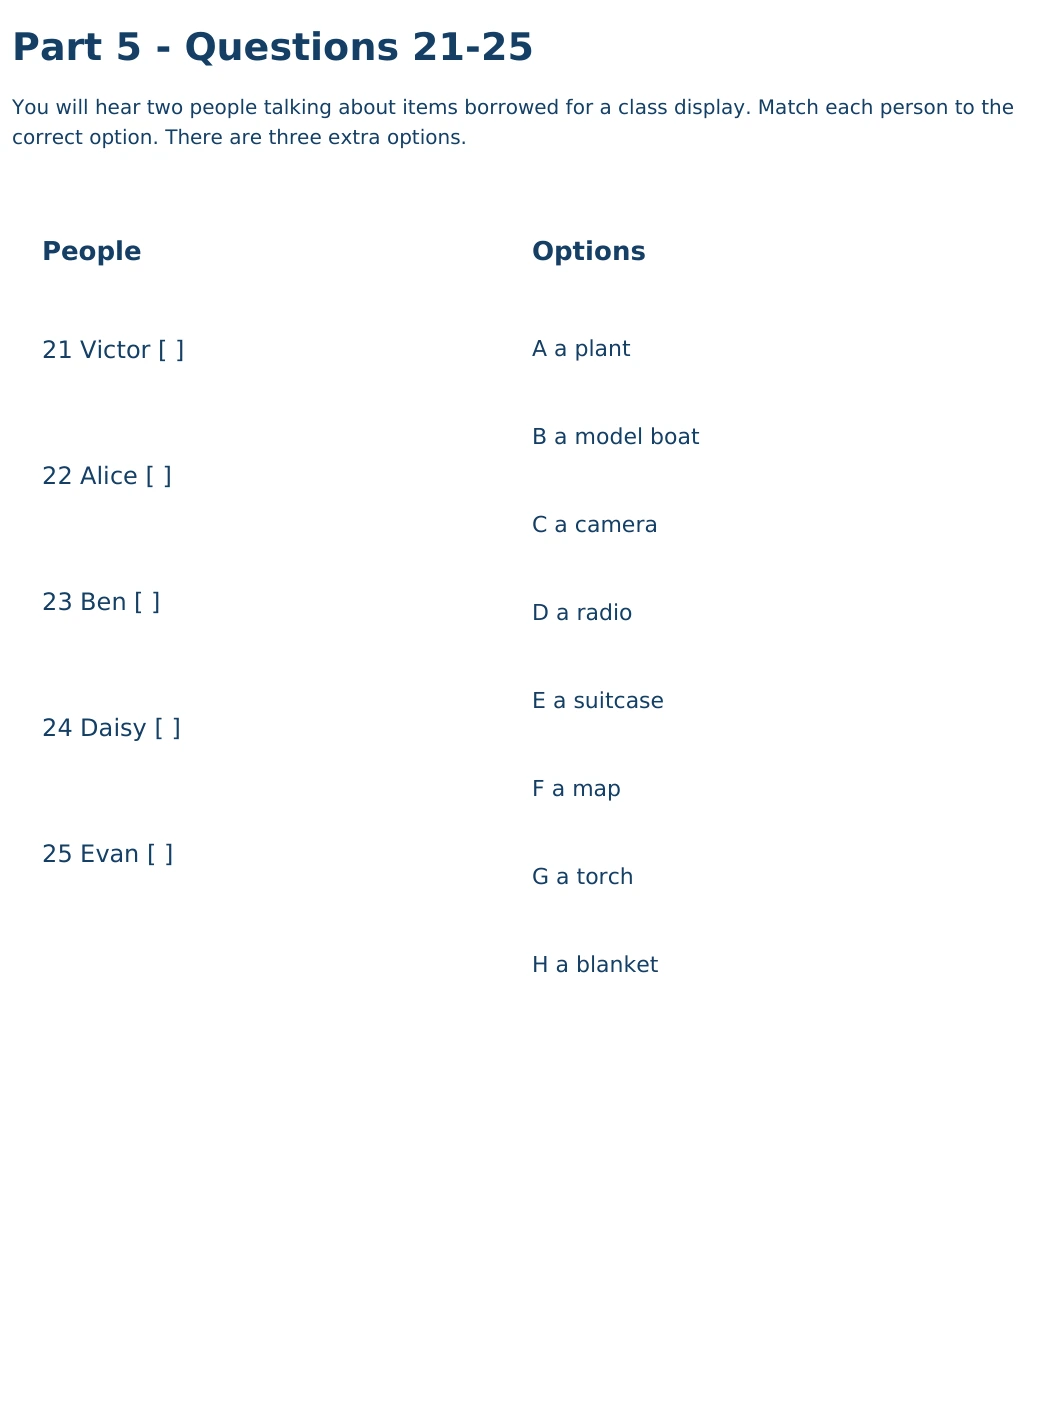 Part 5 - Questions 21-25
You will hear two people talking about items borrowed for a class display. Match each person to the
correct option. There are three extra options.
People
21 Victor [ ]
22 Alice [ ]
23 Ben [ ]
24 Daisy [ ]
25 Evan [ ]
Options
A a plant
B a model boat
C a camera
D a radio
E a suitcase
F a map
G a torch
H a blanket